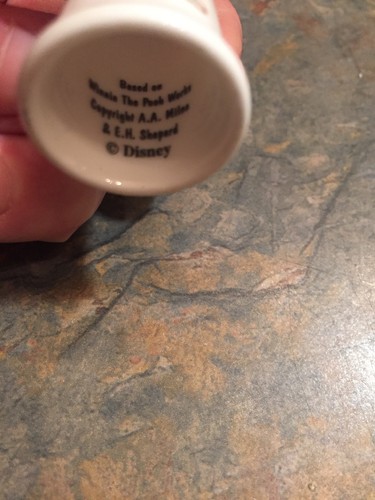 Based on
Winnie The Pooh Works
Copyright A.A. Milne
& E.H. Shepard
© Disney